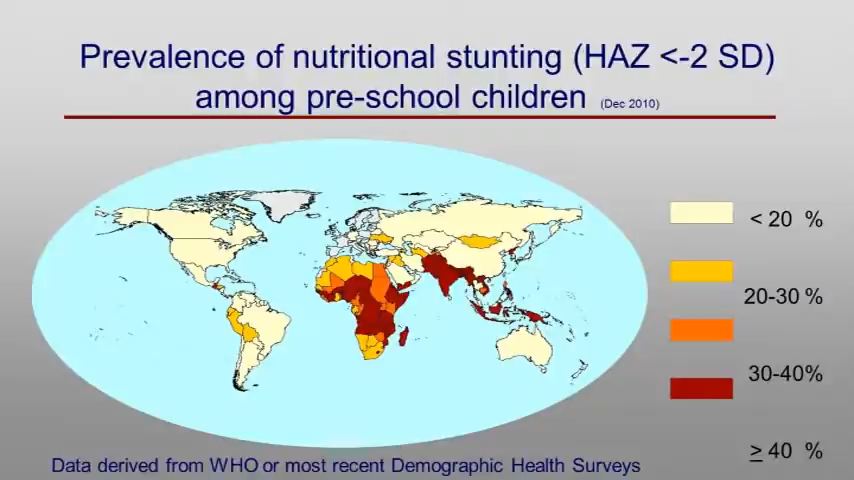 Prevalence of nutritional stunting (HAZ <-2 SD)
among pre-school children (Dec 2010)
< 20 %
20-30 %
30-40%
≥ 40 %
Data derived from WHO or most recent Demographic Health Surveys